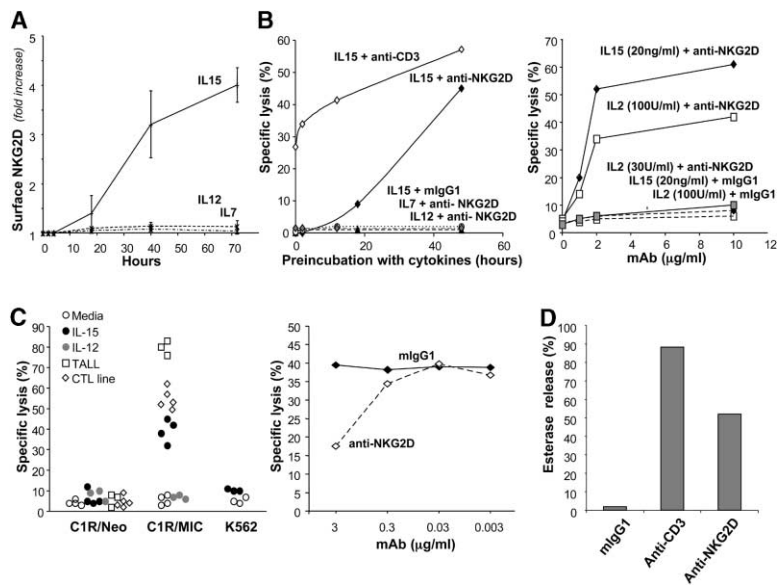 A
Surface NKG2D (fold increase)
5
4
3
2
1
IL15
IL12
IL7
0
10
20
30
40
50
60
70
Hours
B
Specific lysis (%)
60
50
40
30
20
10
0
IL15 + anti-CD3
IL15 + anti-NKG2D
IL15 + mIgG1
IL7 + anti- NKG2D
IL12 + anti- NKG2D
0
20
40
60
Preincubation with cytokines (hours)
Specific lysis (%)
70
60
50
40
30
20
10
0
IL15 (20ng/ml) + anti-NKG2D
IL2 (100U/ml) + anti-NKG2D
IL2 (30U/ml) + anti-NKG2D
IL15 (20ng/ml) + mIgG1
IL2 (100U/ml) + mIgG1
0
2
4
6
8
10
mAb (µg/ml)
C
Media
IL-15
IL-12
TALL
CTL line
Specific lysis (%)
90
80
70
60
50
40
30
20
10
0
C1R/Neo
C1R/MIC
K562
Specific lysis (%)
50
45
40
35
30
25
20
15
10
5
0
mIgG1
anti-NKG2D
3
0.3
0.03
0.003
mAb (µg/ml)
D
Esterase release (%)
100
90
80
70
60
50
40
30
20
10
0
mIgG1
Anti-CD3
Anti-NKG2D